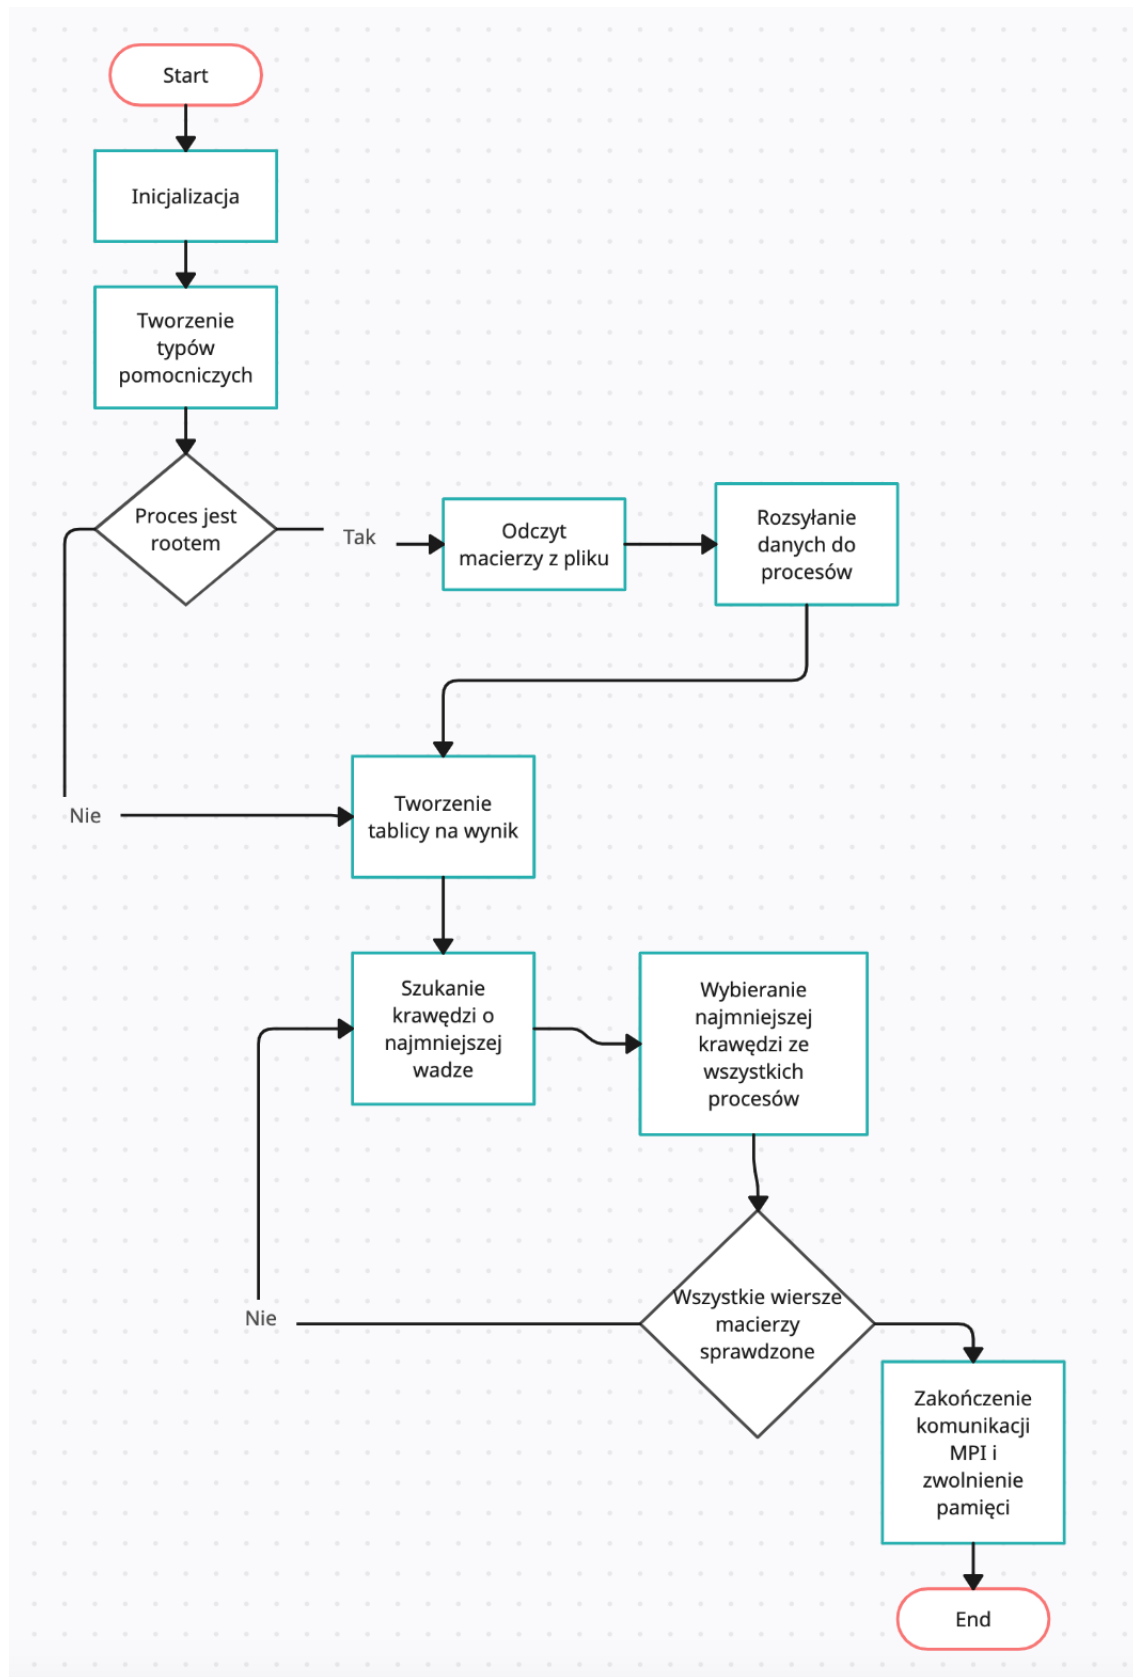 Start
Inicjalizacja
Tworzenie
typów
pomocniczych
Proces jest
rootem
Tak
Odczyt
macierzy z pliku
Rozsyłanie
danych do
procesów
Nie
Tworzenie
tablicy na wynik
Szukanie
krawędzi o
najmniejszej
wadze
Wybieranie
najmniejszej
krawędzi ze
wszystkich
procesów
Wszystkie wiersze
macierzy
sprawdzone
Nie
Zakończenie
komunikacji
MPI i
zwolnienie
pamięci
End